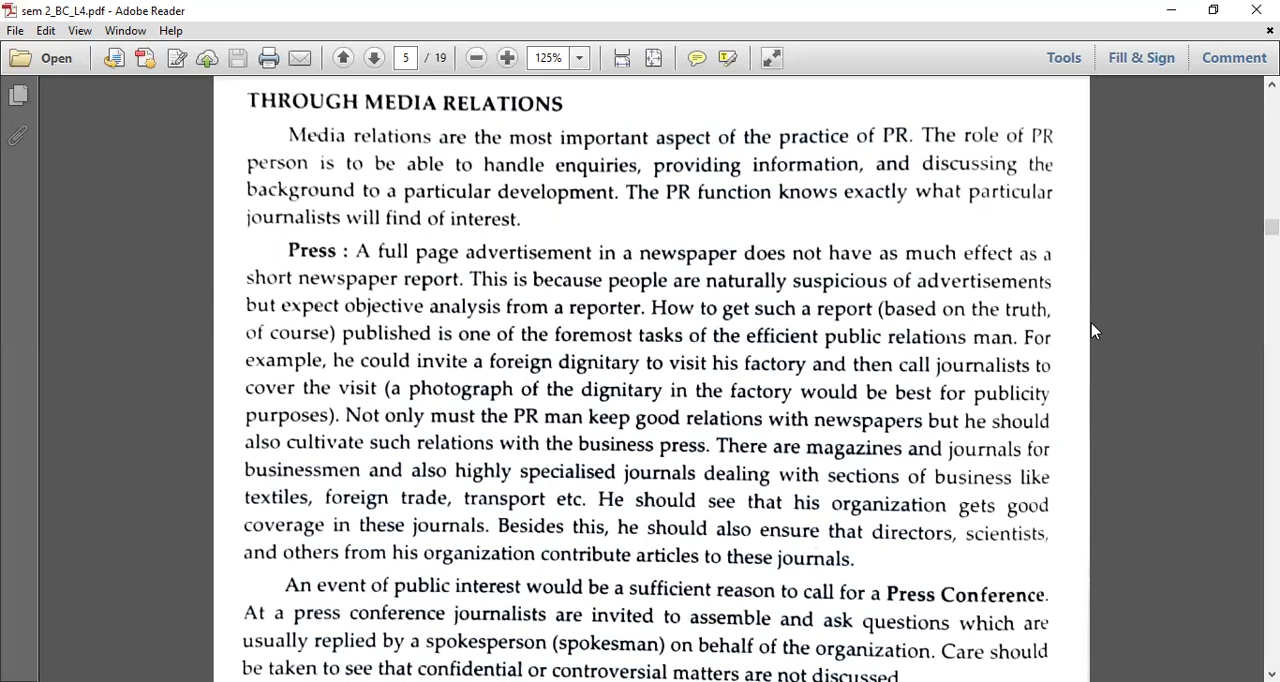 sem 2_BC_L4.pdf - Adobe Reader
File Edit View Window Help
Open 5 / 19 125% Tools Fill & Sign Comment
THROUGH MEDIA RELATIONS
Media relations are the most important aspect of the practice of PR. The role of PR
person is to be able to handle enquiries, providing information, and discussing the
background to a particular development. The PR function knows exactly what particular
journalists will find of interest.
Press : A full page advertisement in a newspaper does not have as much effect as a
short newspaper report. This is because people are naturally suspicious of advertisements
but expect objective analysis from a reporter. How to get such a report (based on the truth,
of course) published is one of the foremost tasks of the efficient public relations man. For
example, he could invite a foreign dignitary to visit his factory and then call journalists to
cover the visit (a photograph of the dignitary in the factory would be best for publicity
purposes). Not only must the PR man keep good relations with newspapers but he should
also cultivate such relations with the business press. There are magazines and journals for
businessmen and also highly specialised journals dealing with sections of business like
textiles, foreign trade, transport etc. He should see that his organization gets good
coverage in these journals. Besides this, he should also ensure that directors, scientists,
and others from his organization contribute articles to these journals.
An event of public interest would be a sufficient reason to call for a Press Conference.
At a press conference journalists are invited to assemble and ask questions which are
usually replied by a spokesperson (spokesman) on behalf of the organization. Care should
be taken to see that confidential or controversial matters are not discussed